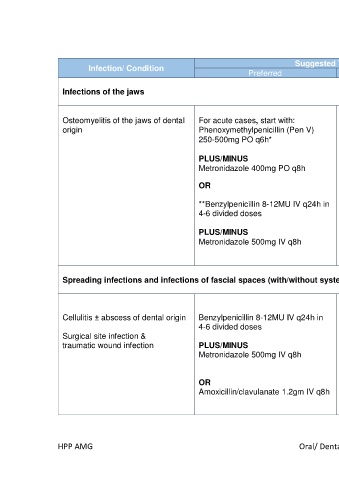 Infection/ Condition
Suggested
Preferred
Infections of the jaws
Osteomyelitis of the jaws of dental
origin
For acute cases, start with:
Phenoxymethylpenicillin (Pen V)
250-500mg PO q6h*
PLUS/MINUS
Metronidazole 400mg PO q8h
OR
**Benzylpenicillin 8-12MU IV q24h in
4-6 divided doses
PLUS/MINUS
Metronidazole 500mg IV q8h
Spreading infections and infections of fascial spaces (with/without syste
Cellulitis ± abscess of dental origin
Surgical site infection &
traumatic wound infection
Benzylpenicillin 8-12MU IV q24h in
4-6 divided doses
PLUS/MINUS
Metronidazole 500mg IV q8h
OR
Amoxicillin/clavulanate 1.2gm IV q8h
HPP AMG
Oral/ Denta